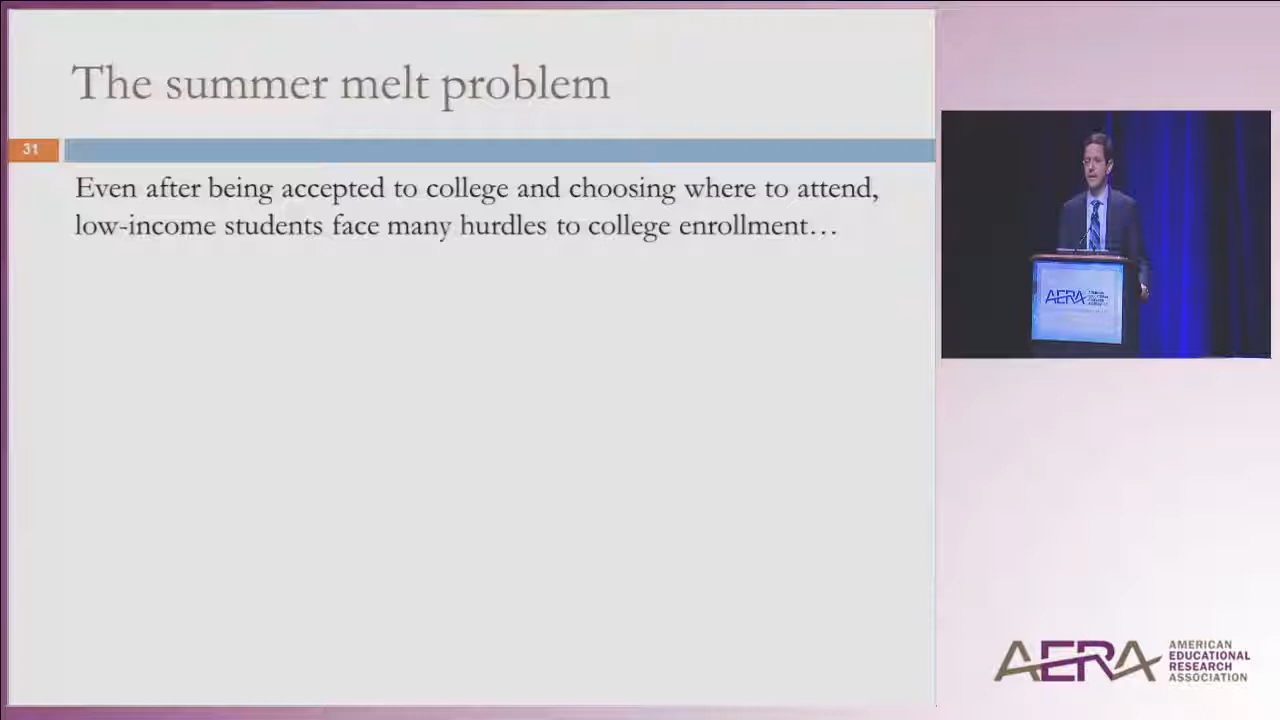 The summer melt problem
31
Even after being accepted to college and choosing where to attend,
low-income students face many hurdles to college enrollment…
AERA
AERA
AMERICAN
EDUCATIONAL
RESEARCH
ASSOCIATION